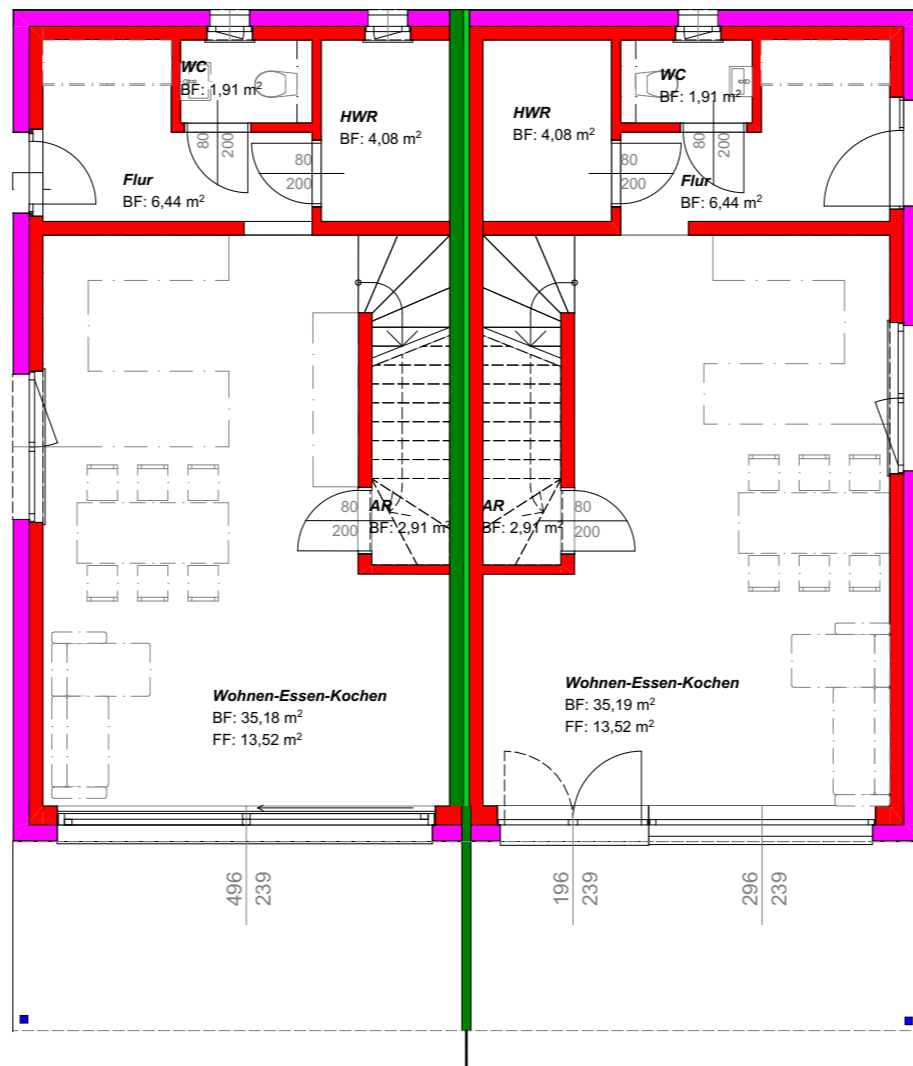 WC
BF: 1,91 m²
HWR
BF: 4,08 m²
80
200
80
200
Flur
BF: 6,44 m²
WC
BF: 1,91 m²
HWR
BF: 4,08 m²
80
200
80
200
Flur
BF: 6,44 m²
80
200
AR
BF: 2,91 m²
AR
BF: 2,91 m²
80
200
Wohnen-Essen-Kochen
BF: 35,18 m²
FF: 13,52 m²
Wohnen-Essen-Kochen
BF: 35,19 m²
FF: 13,52 m²
496
239
196
239
296
239